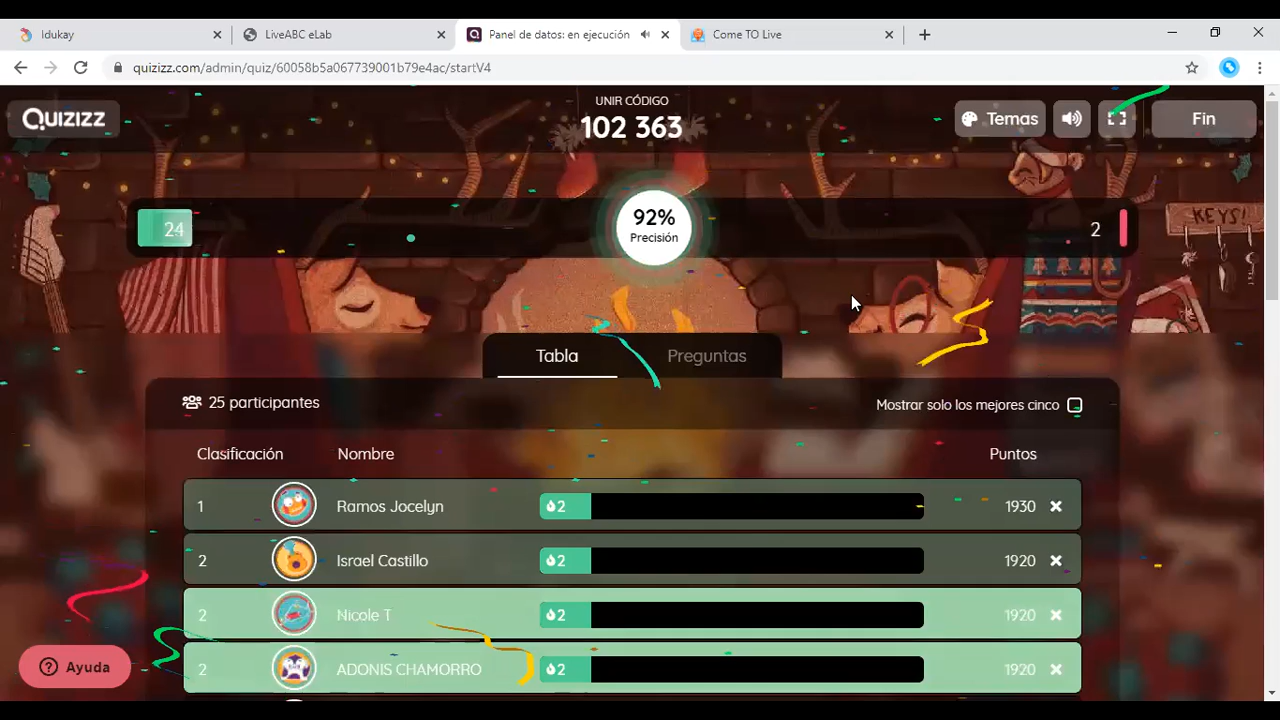 Idukay
LiveABC eLab
Panel de datos: en ejecución
Come TO Live
quizizz.com/admin/quiz/60058b5a067739001b79e4ac/startV4
QUIZIZZ
UNIR CÓDIGO
102 363
Temas
Fin
24
92%
Precisión
2
KEYS!
Tabla
Preguntas
25 participantes
Mostrar solo los mejores cinco
Clasificación Nombre Puntos
1 Ramos Jocelyn 2 1930
2 Israel Castillo 2 1920
2 Nicole T 2 1920
2 ADONIS CHAMORRO 2 1920
Ayuda